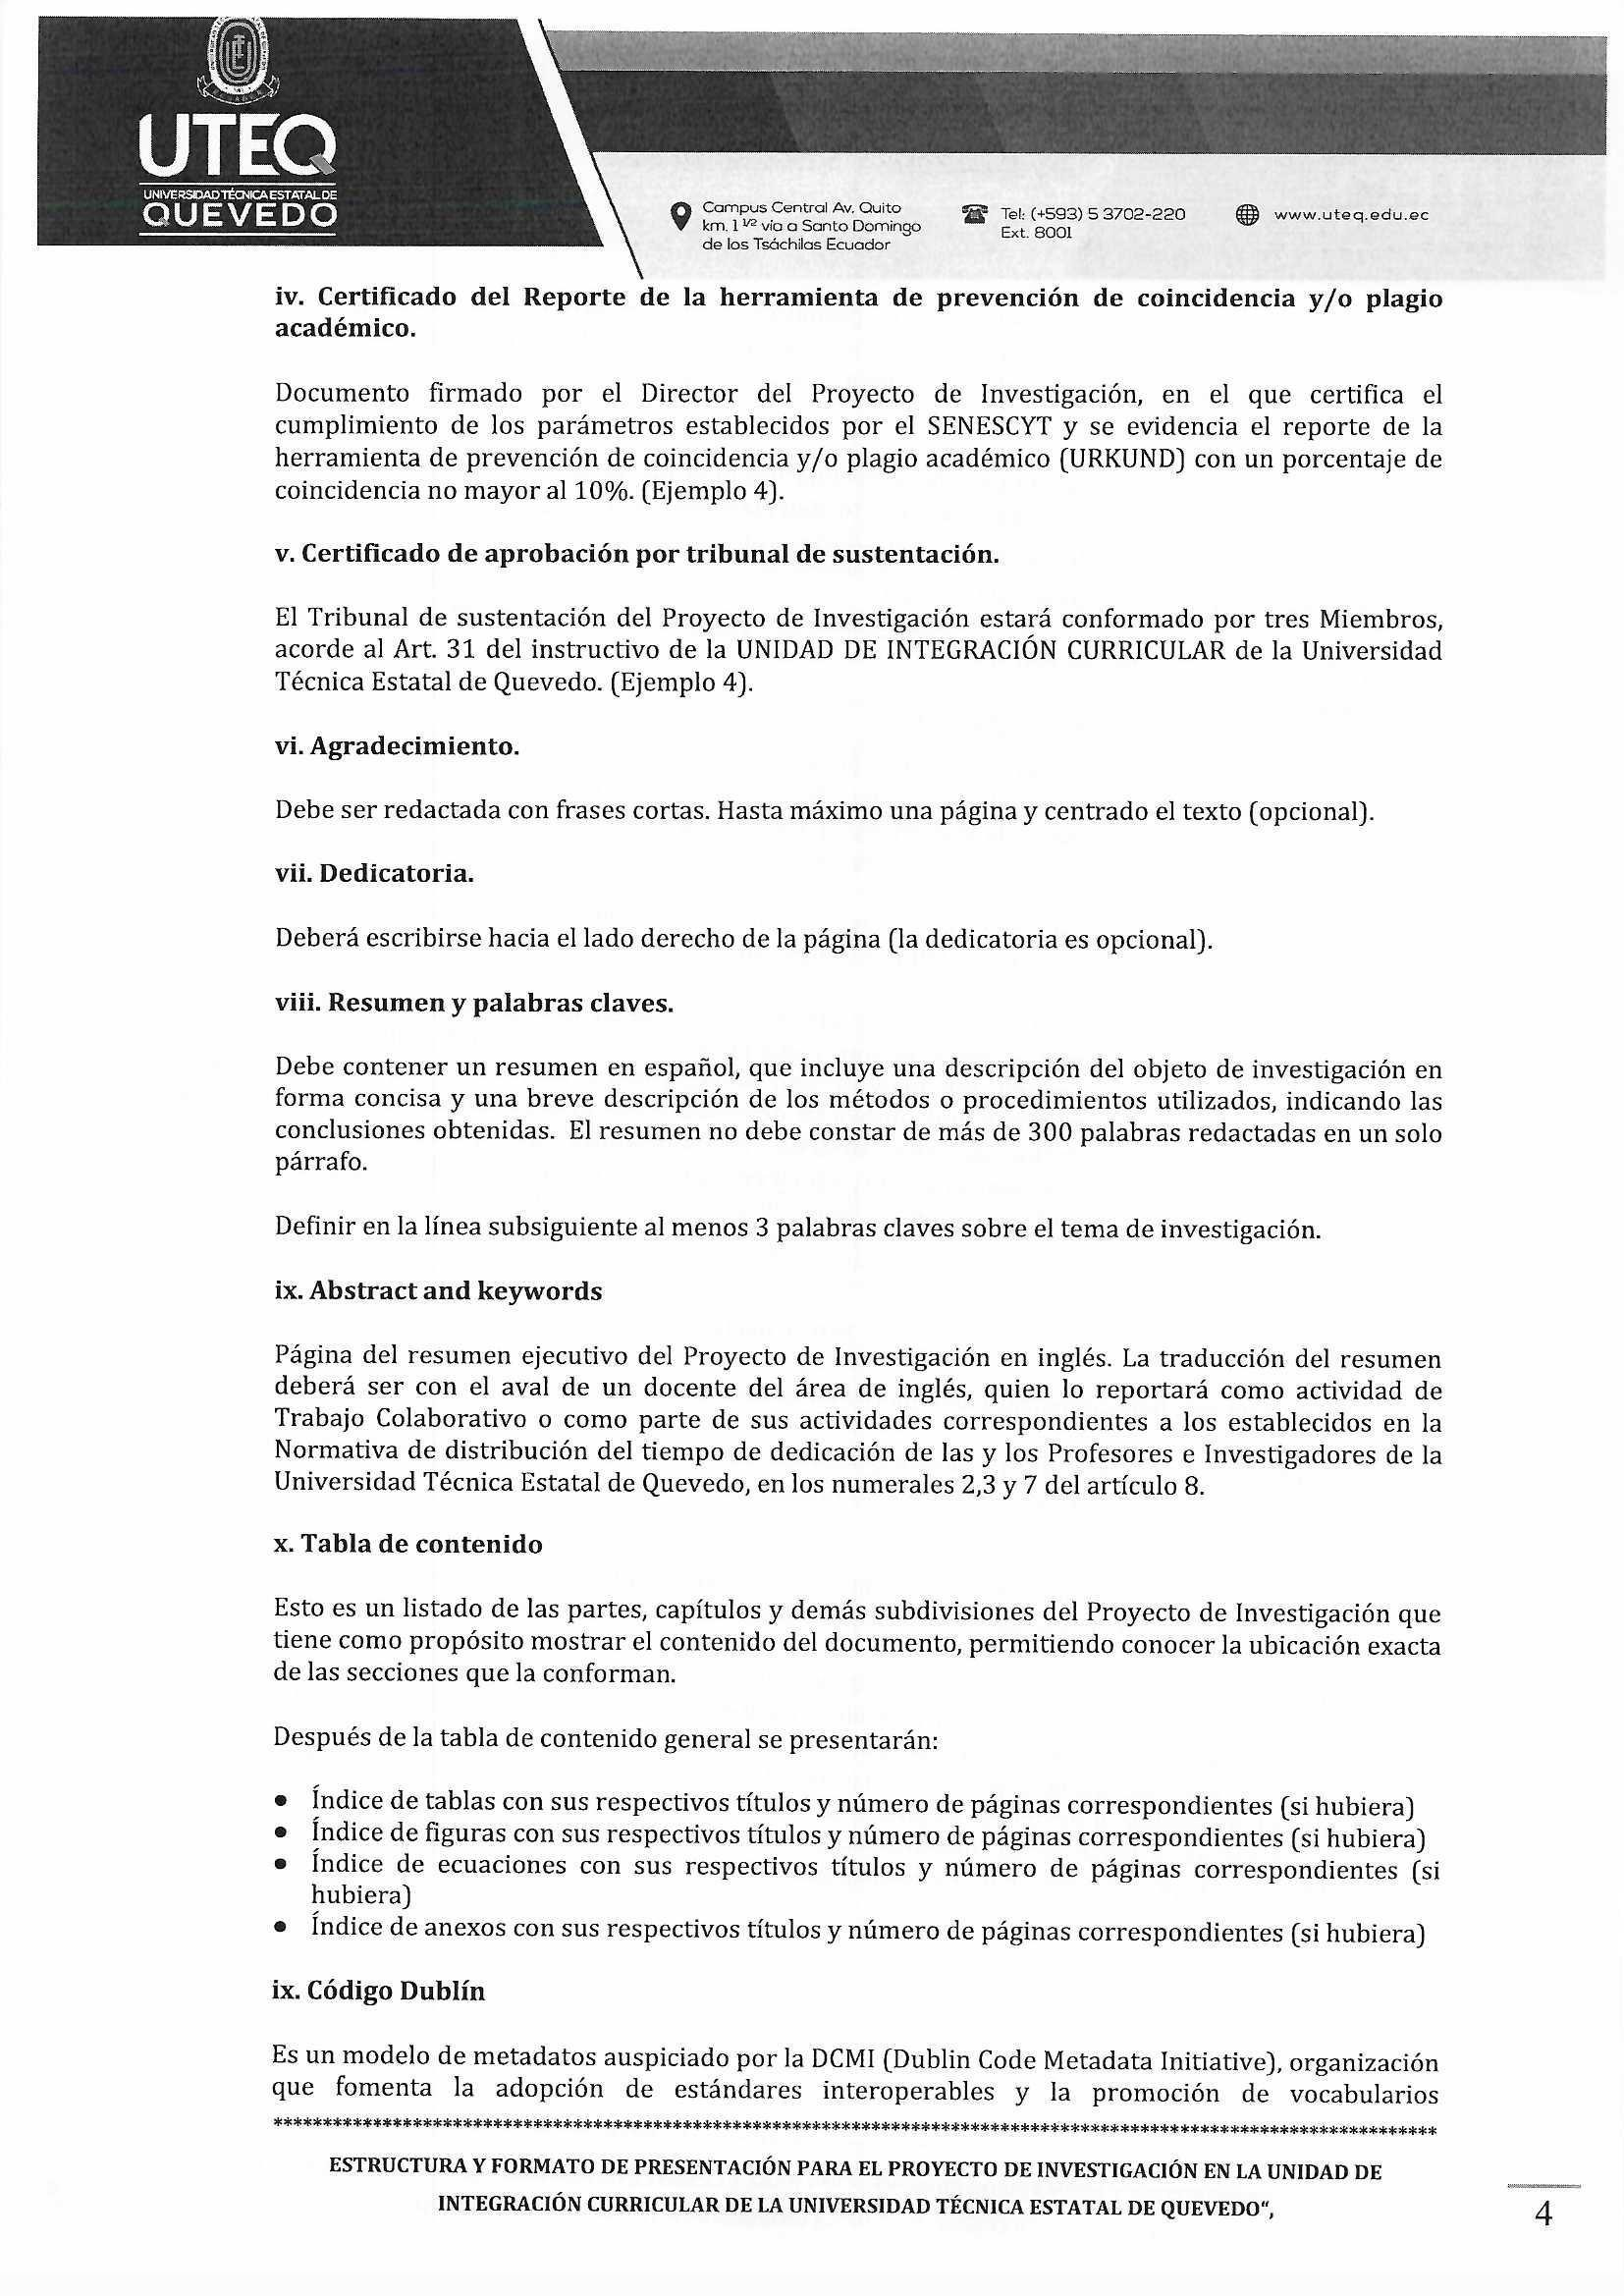 UTEQ
UNIVERSIDAD TÉCNICA ESTATAL DE
QUEVEDO
Campus Central Av. Quito
km. 1 1/2 vía a Santo Domingo
de los Tsáchilas Ecuador
Tel: (+593) 5 3702-220
Ext. 8001
www.uteq.edu.ec
iv. Certificado del Reporte de la herramienta de prevención de coincidencia y/o plagio
académico.
Documento firmado por el Director del Proyecto de Investigación, en el que certifica el
cumplimiento de los parámetros establecidos por el SENESCYT y se evidencia el reporte de la
herramienta de prevención de coincidencia y/o plagio académico (URKUND) con un porcentaje de
coincidencia no mayor al 10%. (Ejemplo 4).
v. Certificado de aprobación por tribunal de sustentación.
El Tribunal de sustentación del Proyecto de Investigación estará conformado por tres Miembros,
acorde al Art. 31 del instructivo de la UNIDAD DE INTEGRACIÓN CURRICULAR de la Universidad
Técnica Estatal de Quevedo. (Ejemplo 4).
vi. Agradecimiento.
Debe ser redactada con frases cortas. Hasta máximo una página y centrado el texto (opcional).
vii. Dedicatoria.
Deberá escribirse hacia el lado derecho de la página (la dedicatoria es opcional).
viii. Resumen y palabras claves.
Debe contener un resumen en español, que incluye una descripción del objeto de investigación en
forma concisa y una breve descripción de los métodos o procedimientos utilizados, indicando las
conclusiones obtenidas. El resumen no debe constar de más de 300 palabras redactadas en un solo
párrafo.
Definir en la línea subsiguiente al menos 3 palabras claves sobre el tema de investigación.
ix. Abstract and keywords
Página del resumen ejecutivo del Proyecto de Investigación en inglés. La traducción del resumen
deberá ser con el aval de un docente del área de inglés, quien lo reportará como actividad de
Trabajo Colaborativo o como parte de sus actividades correspondientes a los establecidos en la
Normativa de distribución del tiempo de dedicación de las y los Profesores e Investigadores de la
Universidad Técnica Estatal de Quevedo, en los numerales 2,3 y 7 del artículo 8.
x. Tabla de contenido
Esto es un listado de las partes, capítulos y demás subdivisiones del Proyecto de Investigación que
tiene como propósito mostrar el contenido del documento, permitiendo conocer la ubicación exacta
de las secciones que la conforman.
Después de la tabla de contenido general se presentarán:
• Índice de tablas con sus respectivos títulos y número de páginas correspondientes (si hubiera)
• Índice de figuras con sus respectivos títulos y número de páginas correspondientes (si hubiera)
• Índice de ecuaciones con sus respectivos títulos y número de páginas correspondientes (si
hubiera)
• Índice de anexos con sus respectivos títulos y número de páginas correspondientes (si hubiera)
ix. Código Dublín
Es un modelo de metadatos auspiciado por la DCMI (Dublin Code Metadata Initiative), organización
que fomenta la adopción de estándares interoperables y la promoción de vocabularios
******************************************************************************************************************
ESTRUCTURA Y FORMATO DE PRESENTACIÓN PARA EL PROYECTO DE INVESTIGACIÓN EN LA UNIDAD DE
INTEGRACIÓN CURRICULAR DE LA UNIVERSIDAD TÉCNICA ESTATAL DE QUEVEDO",
4